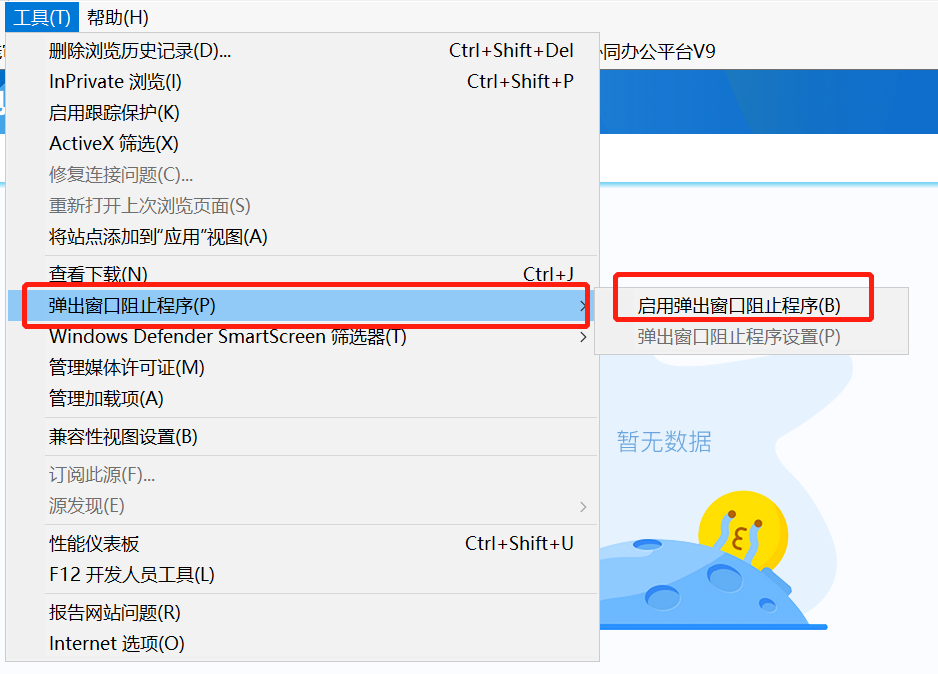 工具(T) 帮助(H)
删除浏览历史记录(D)... Ctrl+Shift+Del
同办公平台V9
InPrivate 浏览(I) Ctrl+Shift+P
启用跟踪保护(K)
ActiveX 筛选(X)
修复连接问题(C)...
重新打开上次浏览页面(S)
将站点添加到“应用”视图(A)
查看下载(N) Ctrl+J
弹出窗口阻止程序(P)
启用弹出窗口阻止程序(B)
Windows Defender SmartScreen 筛选器(T)
弹出窗口阻止程序设置(P)
管理媒体许可证(M)
管理加载项(A)
兼容性视图设置(B)
暂无数据
订阅此源(F)...
源发现(E)
性能仪表板 Ctrl+Shift+U
F12 开发人员工具(L)
报告网站问题(R)
Internet 选项(O)